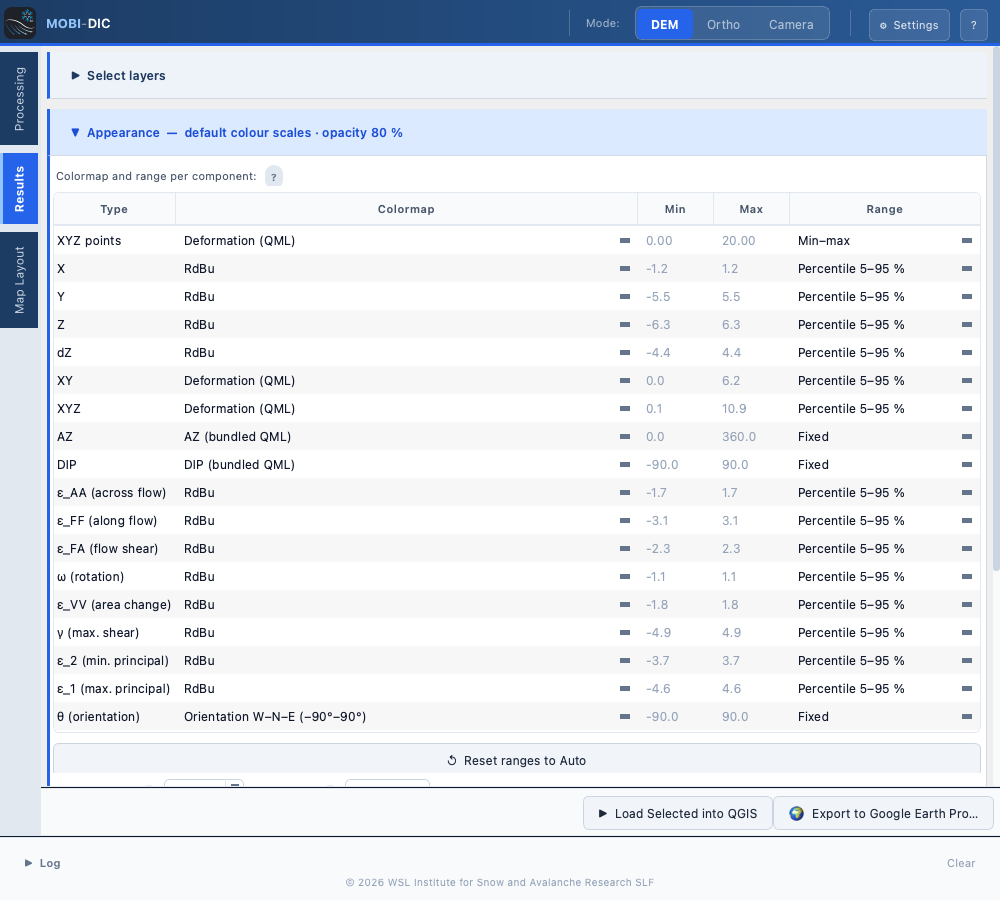 MOBI-DIC
Mode:
DEM
Ortho
Camera
⚙ Settings
?
Processing
Results
Map Layout
▶ Select layers
▼ Appearance — default colour scales · opacity 80 %
Colormap and range per component: ?
Type Colormap Min Max Range
XYZ points Deformation (QML) 0.00 20.00 Min–max
X RdBu -1.2 1.2 Percentile 5–95 %
Y RdBu -5.5 5.5 Percentile 5–95 %
Z RdBu -6.3 6.3 Percentile 5–95 %
dZ RdBu -4.4 4.4 Percentile 5–95 %
XY Deformation (QML) 0.0 6.2 Percentile 5–95 %
XYZ Deformation (QML) 0.1 10.9 Percentile 5–95 %
AZ AZ (bundled QML) 0.0 360.0 Fixed
DIP DIP (bundled QML) -90.0 90.0 Fixed
ε_AA (across flow) RdBu -1.7 1.7 Percentile 5–95 %
ε_FF (along flow) RdBu -3.1 3.1 Percentile 5–95 %
ε_FA (flow shear) RdBu -2.3 2.3 Percentile 5–95 %
ω (rotation) RdBu -1.1 1.1 Percentile 5–95 %
ε_VV (area change) RdBu -1.8 1.8 Percentile 5–95 %
γ (max. shear) RdBu -4.9 4.9 Percentile 5–95 %
ε_2 (min. principal) RdBu -3.7 3.7 Percentile 5–95 %
ε_1 (max. principal) RdBu -4.6 4.6 Percentile 5–95 %
θ (orientation) Orientation W–N–E (−90°–90°) -90.0 90.0 Fixed
↺ Reset ranges to Auto
▶ Load Selected into QGIS
🌍 Export to Google Earth Pro...
▶ Log
Clear
© 2026 WSL Institute for Snow and Avalanche Research SLF